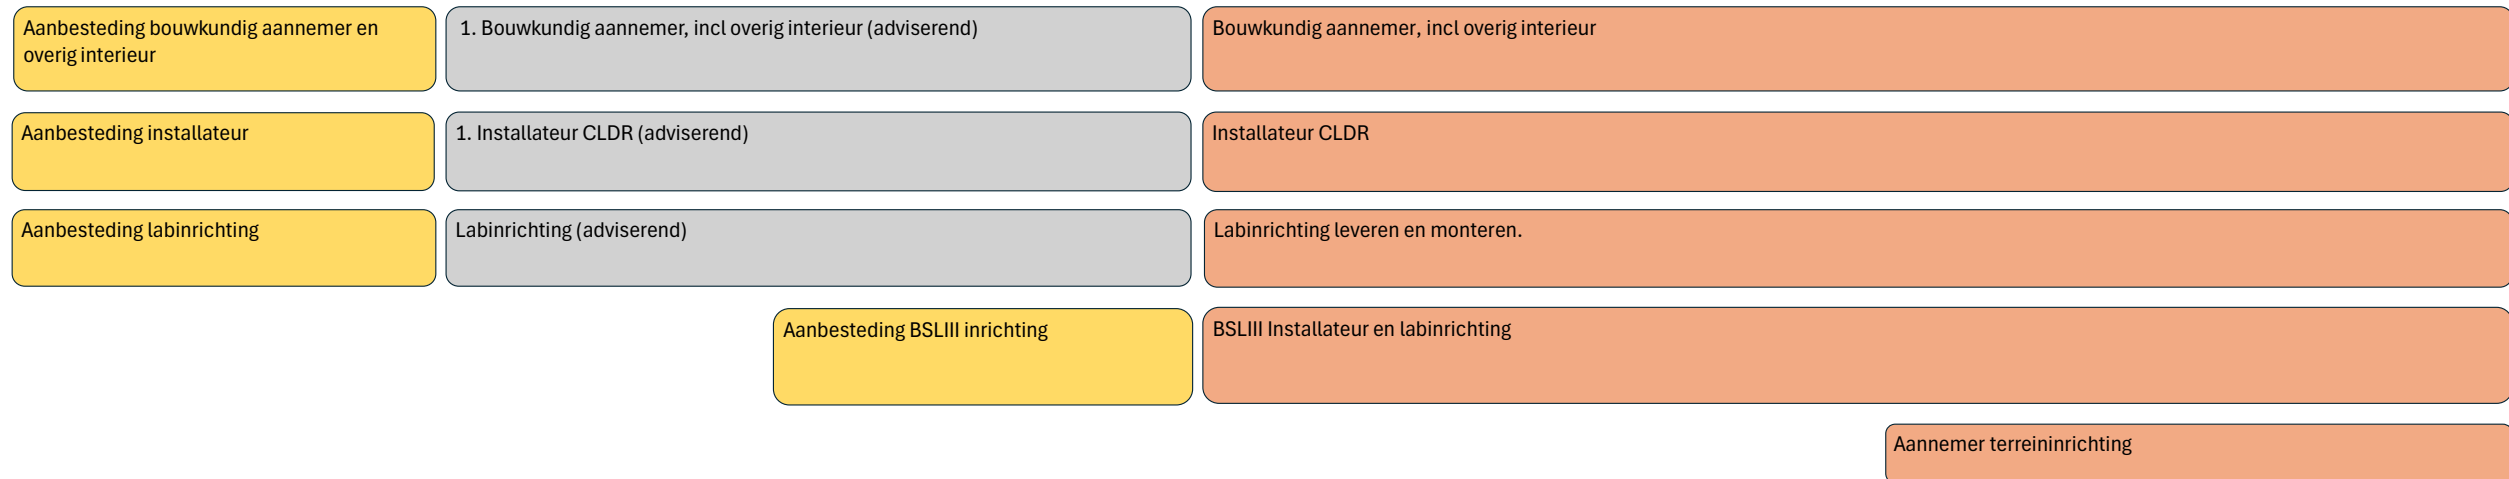 Aanbesteding bouwkundig aannemer en
overig interieur
1. Bouwkundig aannemer, incl overig interieur (adviserend)
Bouwkundig aannemer, incl overig interieur
Aanbesteding installateur
1. Installateur CLDR (adviserend)
Installateur CLDR
Aanbesteding labinrichting
Labinrichting (adviserend)
Labinrichting leveren en monteren.
Aanbesteding BSLIII inrichting
BSLIII Installateur en labinrichting
Aannemer terreininrichting